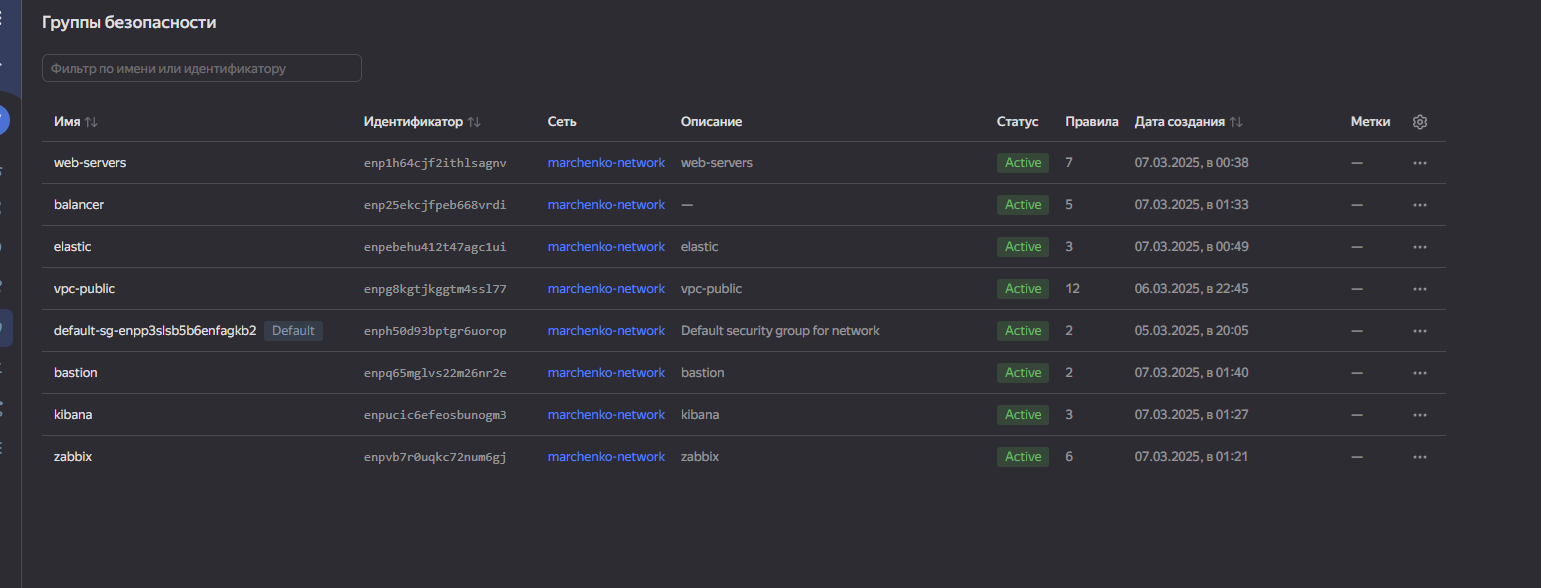 Группы безопасности
Фильтр по имени или идентификатору
Имя Идентификатор Сеть Описание Статус Правила Дата создания Метки
web-servers enp1h64cjf2ithlsagnv marchenko-network web-servers Active 7 07.03.2025, в 00:38 —
balancer enp25ekcjfpeb668vrdi marchenko-network — Active 5 07.03.2025, в 01:33 —
elastic enpebehu412t47agc1ui marchenko-network elastic Active 3 07.03.2025, в 00:49 —
vpc-public enpg8kgtjkggtm4ssl77 marchenko-network vpc-public Active 12 06.03.2025, в 22:45 —
default-sg-enpp3slsb5b6enfagkb2 Default enph50d93bptgr6uorop marchenko-network Default security group for network Active 2 05.03.2025, в 20:05 —
bastion enpq65mglvs22m26nr2e marchenko-network bastion Active 2 07.03.2025, в 01:40 —
kibana enpucic6efeosbunogm3 marchenko-network kibana Active 3 07.03.2025, в 01:27 —
zabbix enpvb7r0uqkc72num6gj marchenko-network zabbix Active 6 07.03.2025, в 01:21 —